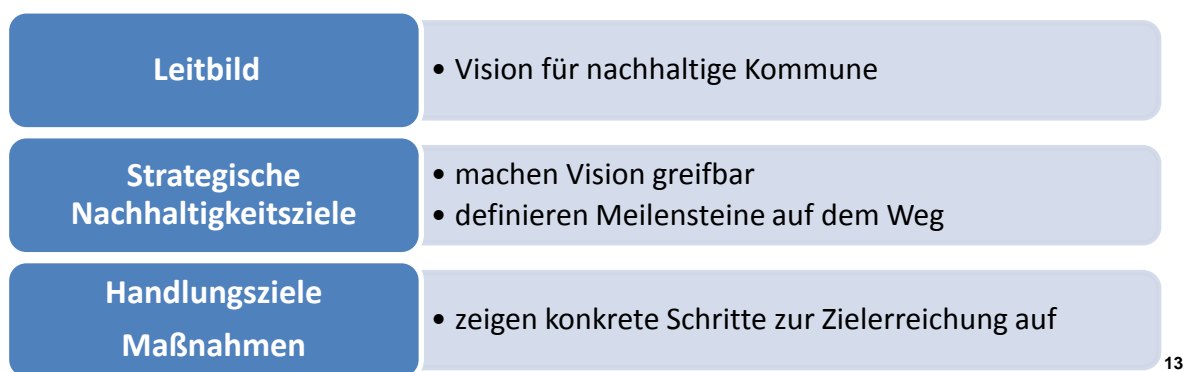 Leitbild
• Vision für nachhaltige Kommune
Strategische
Nachhaltigkeitsziele
• machen Vision greifbar
• definieren Meilensteine auf dem Weg
Handlungsziele
Maßnahmen
• zeigen konkrete Schritte zur Zielerreichung auf
13